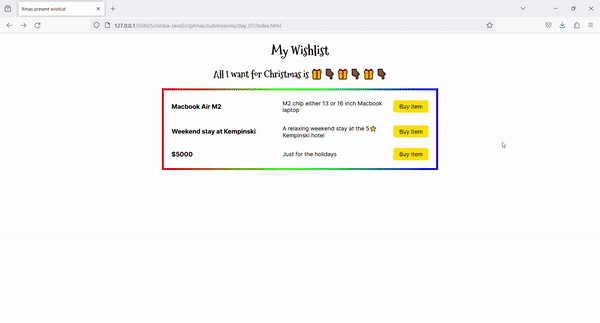 Xmas present wishlist
127.0.0.1:5500/Scrimba-JavaScriptmas/submissions/day_07/index.html
My Wishlist
All I want for Christmas is 🎁👇🏿🎁👇🏿🎁👇🏿
Macbook Air M2
M2 chip either 13 or 16 inch Macbook
laptop
Buy item
Weekend stay at Kempinski
A relaxing weekend stay at the 5⭐
Kempinski hotel
Buy item
$5000
Just for the holidays
Buy item